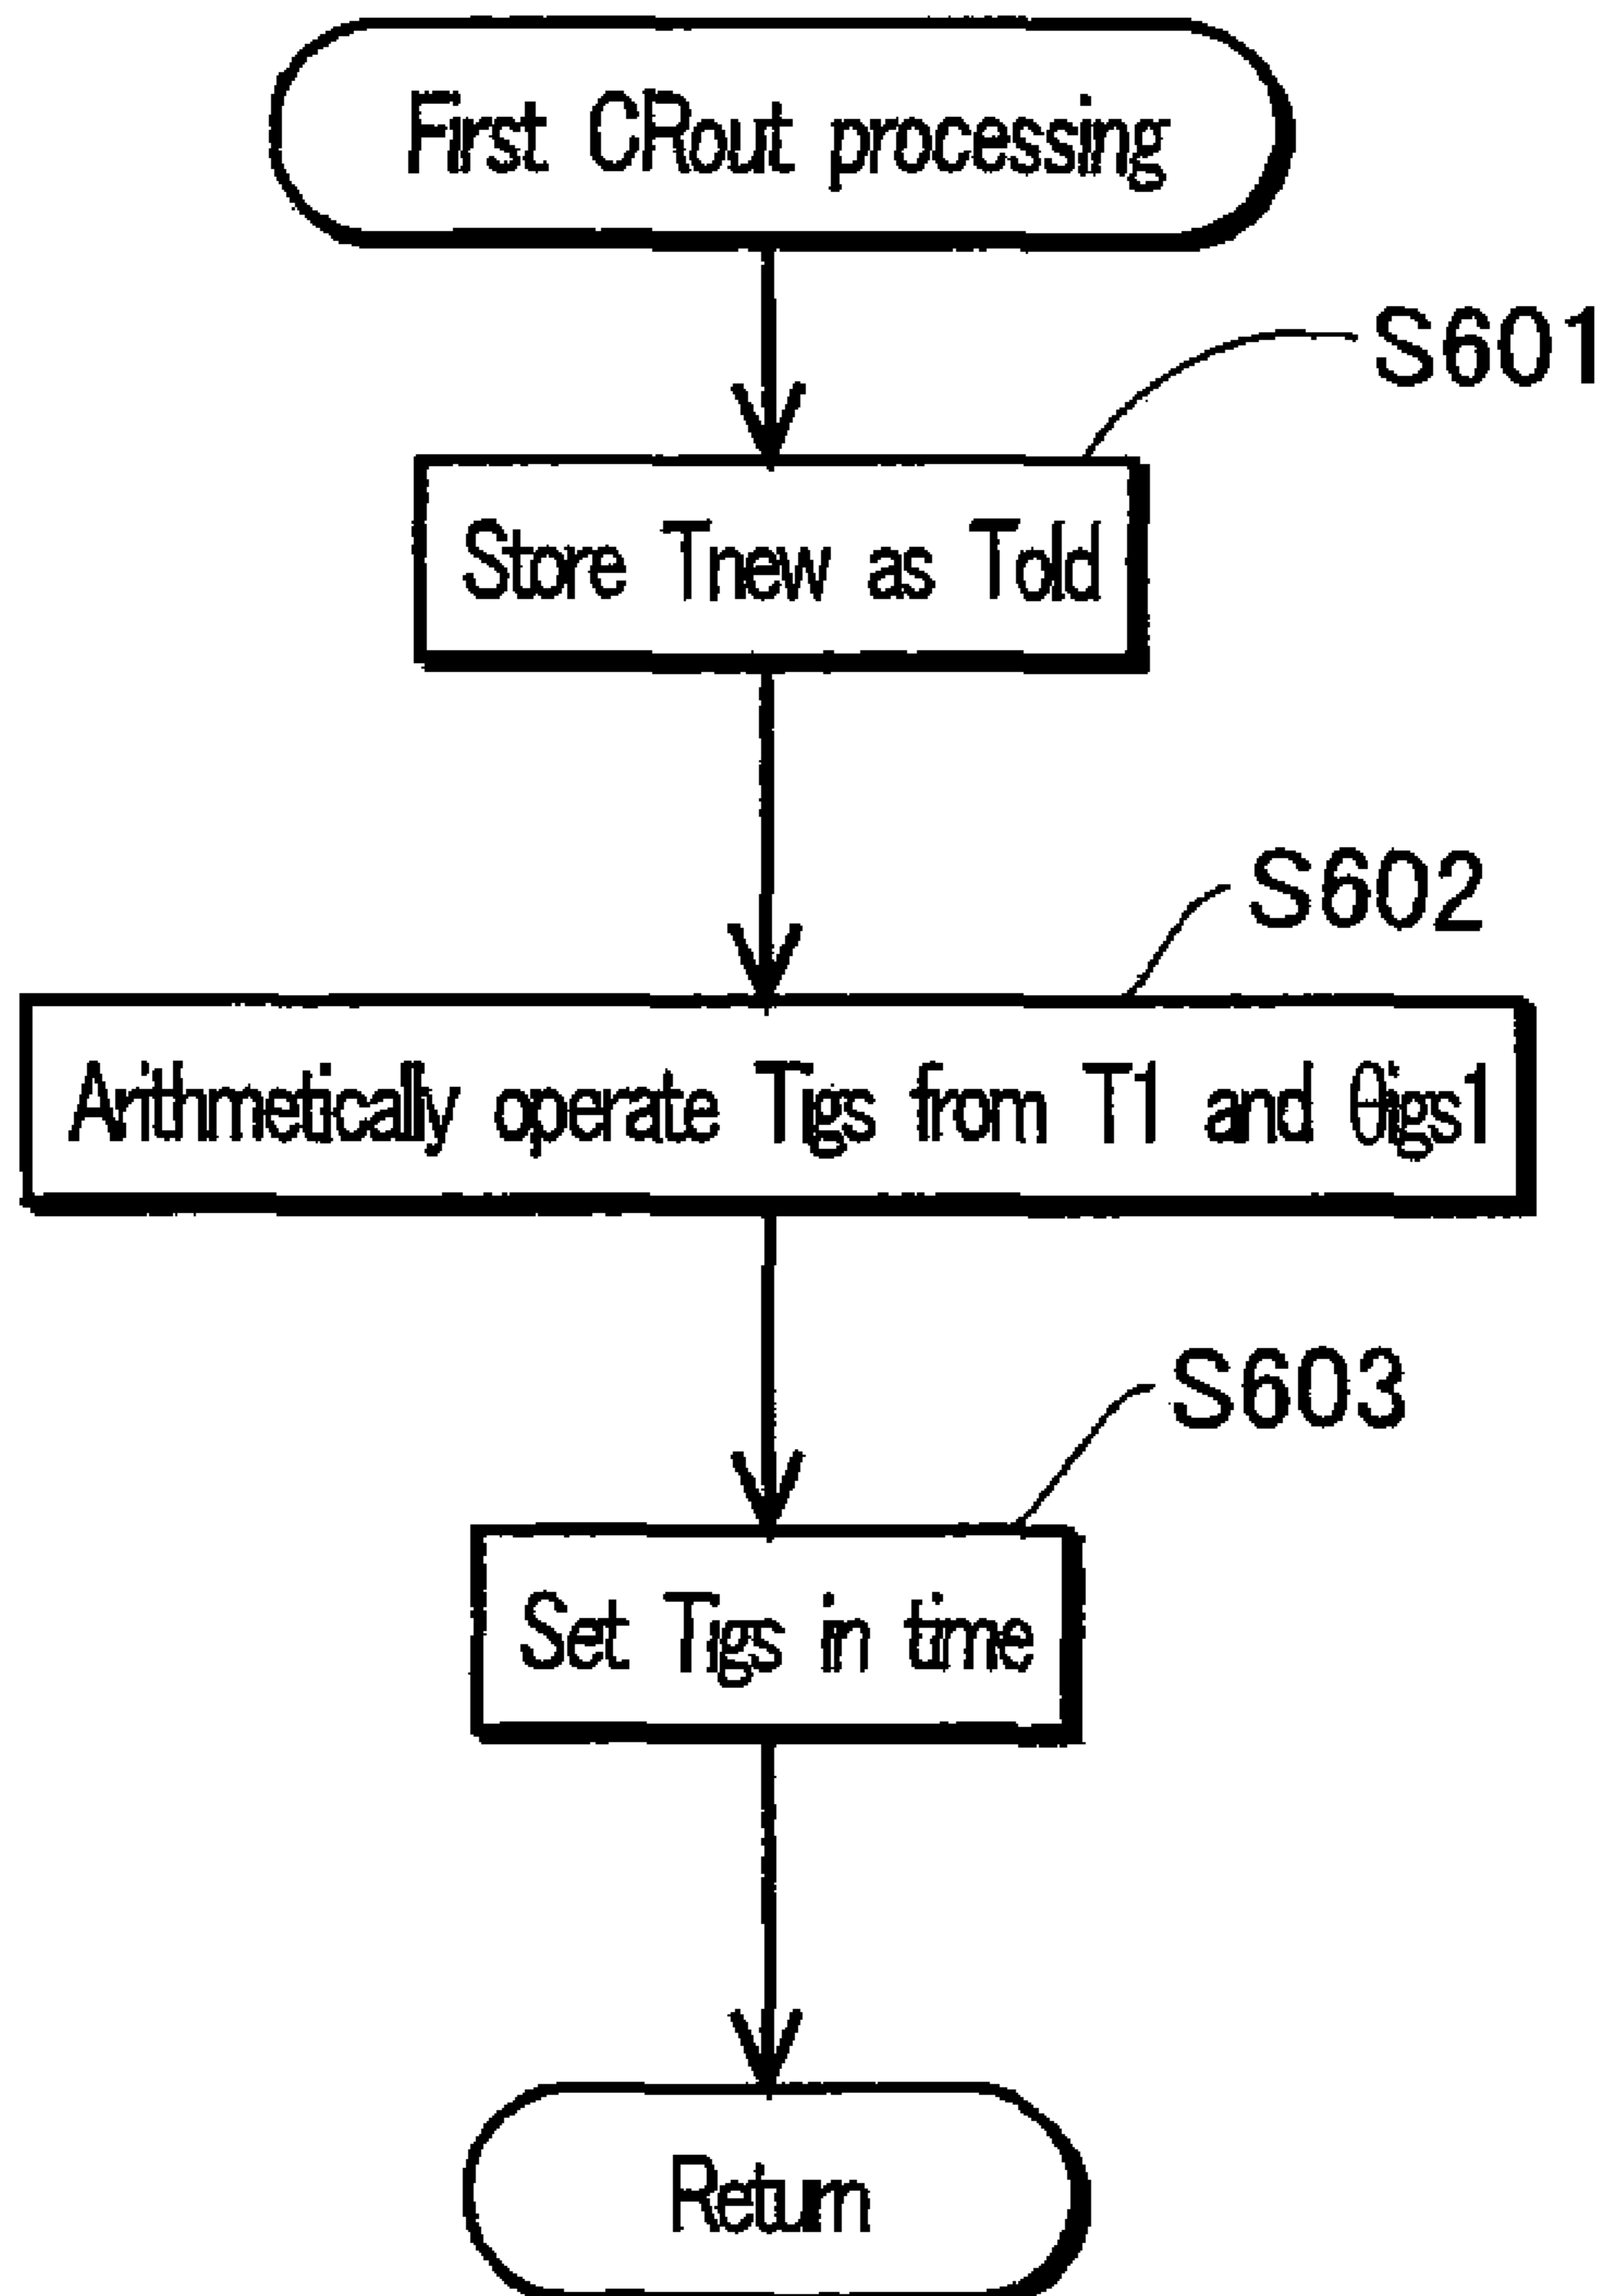 First CRout processing
S601
Store Tnew as Told
S602
Arithmetically operate Tigs from T1 and θigs1
S603
Set Tigs in time
Return